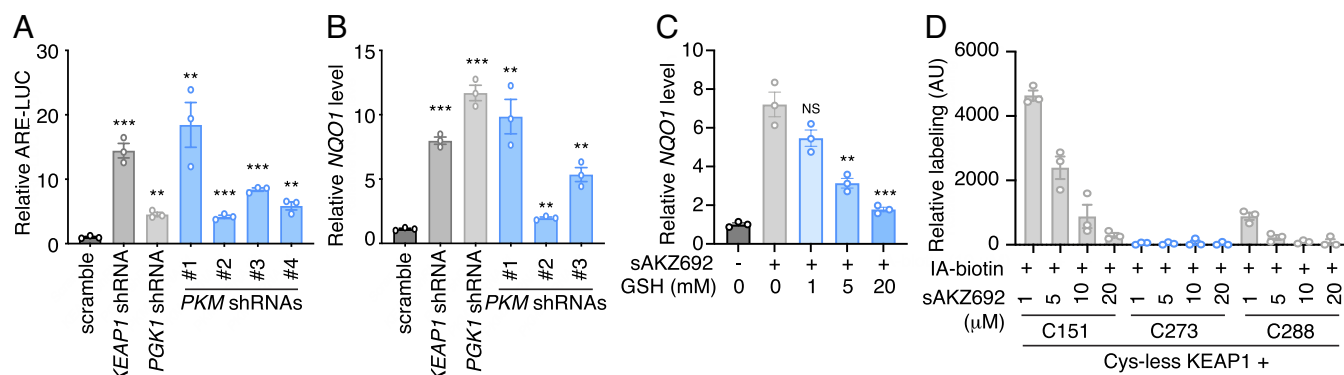 A
Relative ARE-LUC
30
20
10
0
***
**
**
***
***
**
scramble
KEAP1 shRNA
PGK1 shRNA
#1
#2
#3
#4
PKM shRNAs
B
Relative NQO1 level
15
10
5
0
***
***
**
**
**
scramble
KEAP1 shRNA
PGK1 shRNA
#1
#2
#3
PKM shRNAs
C
Relative NQO1 level
10
8
6
4
2
0
NS
**
***
sAKZ692 - + + + +
GSH (mM) 0 0 1 5 20
D
Relative labeling (AU)
6000
4000
2000
0
IA-biotin + + + + + + + + + + + +
sAKZ692 1 5 10 20 1 5 10 20 1 5 10 20
(μM)
C151 C273 C288
Cys-less KEAP1 +